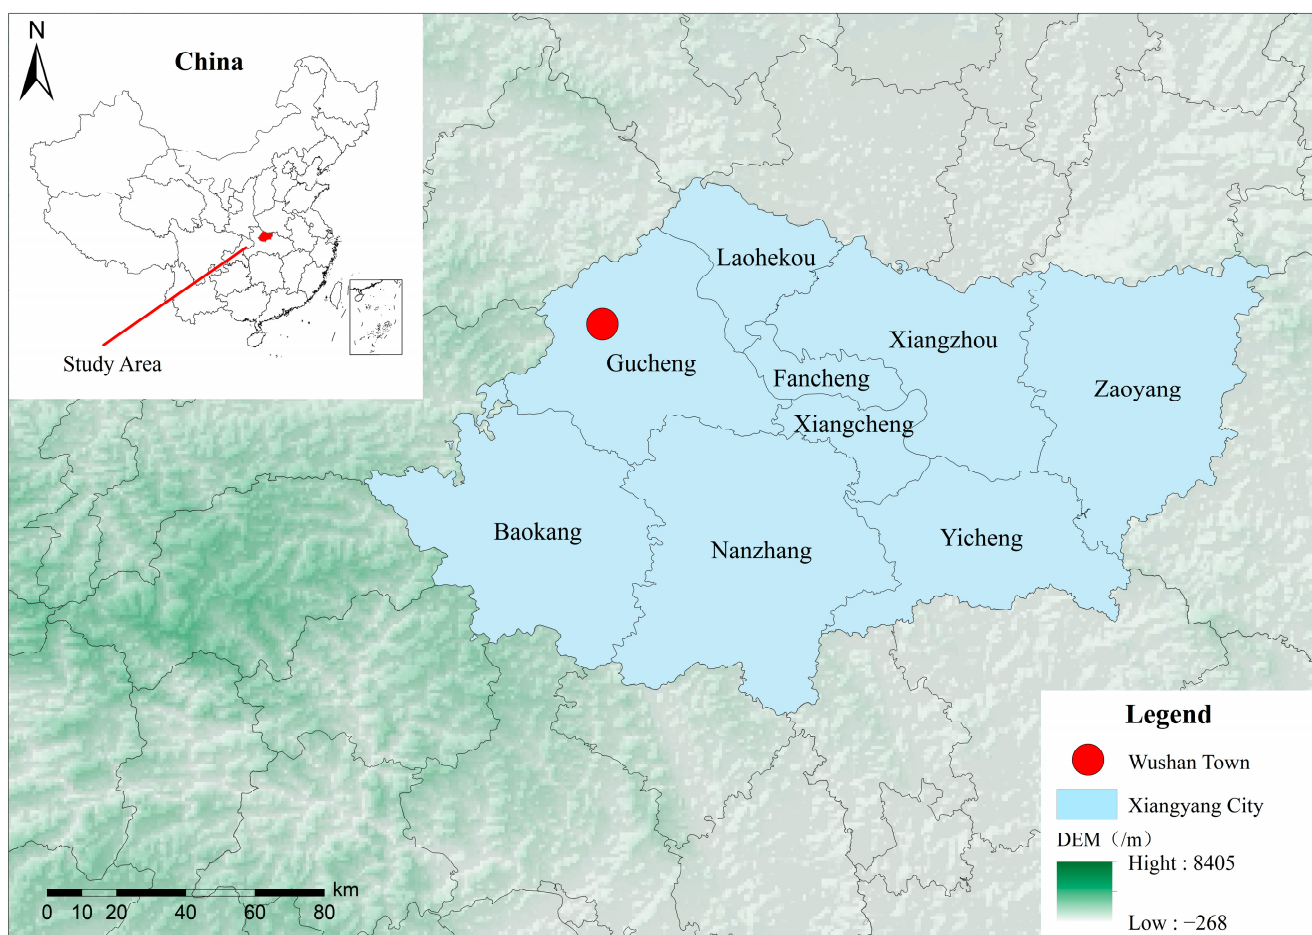 N
China
Study Area
Laohekou
Xiangzhou
Gucheng
Fancheng
Zaoyang
Xiangcheng
Baokang
Nanzhang
Yicheng
Legend
Wushan Town
Xiangyang City
DEM（/m）
Hight : 8405
Low : −268
km
0 10 20 40 60 80